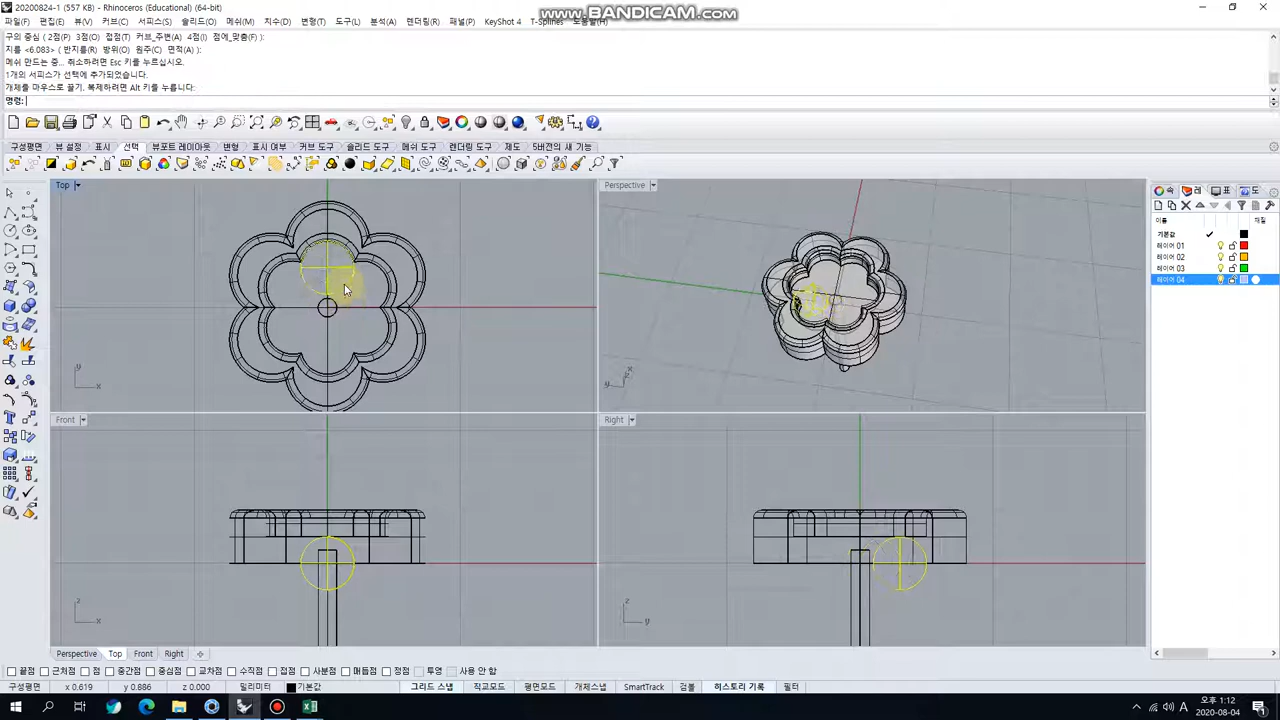 20200824-1 (557 KB) - Rhinoceros (Educational) (64-bit)
www.BANDICAM.com
파일(F) 편집(E) 뷰(V) 커브(C) 서피스(S) 솔리드(O) 메쉬(M) 치수(D) 변형(T) 도구(L) 분석(A) 렌더링(R) 패널(P) KeyShot 4 T-Splines 도움말(H)
구의 중심 ( 2점(P) 3점(O) 접점(T) 커브_주변(A) 4점(I) 점에_맞춤(F) ):
지름 <6.083> ( 반지름(R) 방위(O) 원주(C) 면적(A) ):
메쉬 만드는 중... 취소하려면 Esc 키를 누르십시오.
1개의 서피스가 선택에 추가되었습니다.
개체를 마우스로 끌기. 복제하려면 Alt 키를 누릅니다:
명령:
구성평면 뷰 설정 표시 선택 뷰포트 레이아웃 변형 표시 여부 커브 도구 솔리드 도구 메쉬 도구 렌더링 도구 제도 5버전의 새 기능
Top
Perspective
Front
Right
이름
재질
기본값
레이어 01
레이어 02
레이어 03
레이어 04
y x
z x
z y
Perspective Top Front Right
끝점 근처점 점 중간점 중심점 교차점 수직점 접점 사분점 매듭점 정점 투영 사용 안 함
구성평면 x 0.619 y 0.886 z 0.000 밀리미터 기본값 그리드 스냅 직교모드 평면모드 개체스냅 SmartTrack 검볼 히스토리 기록 필터
A 오후 1:12
2020-08-04